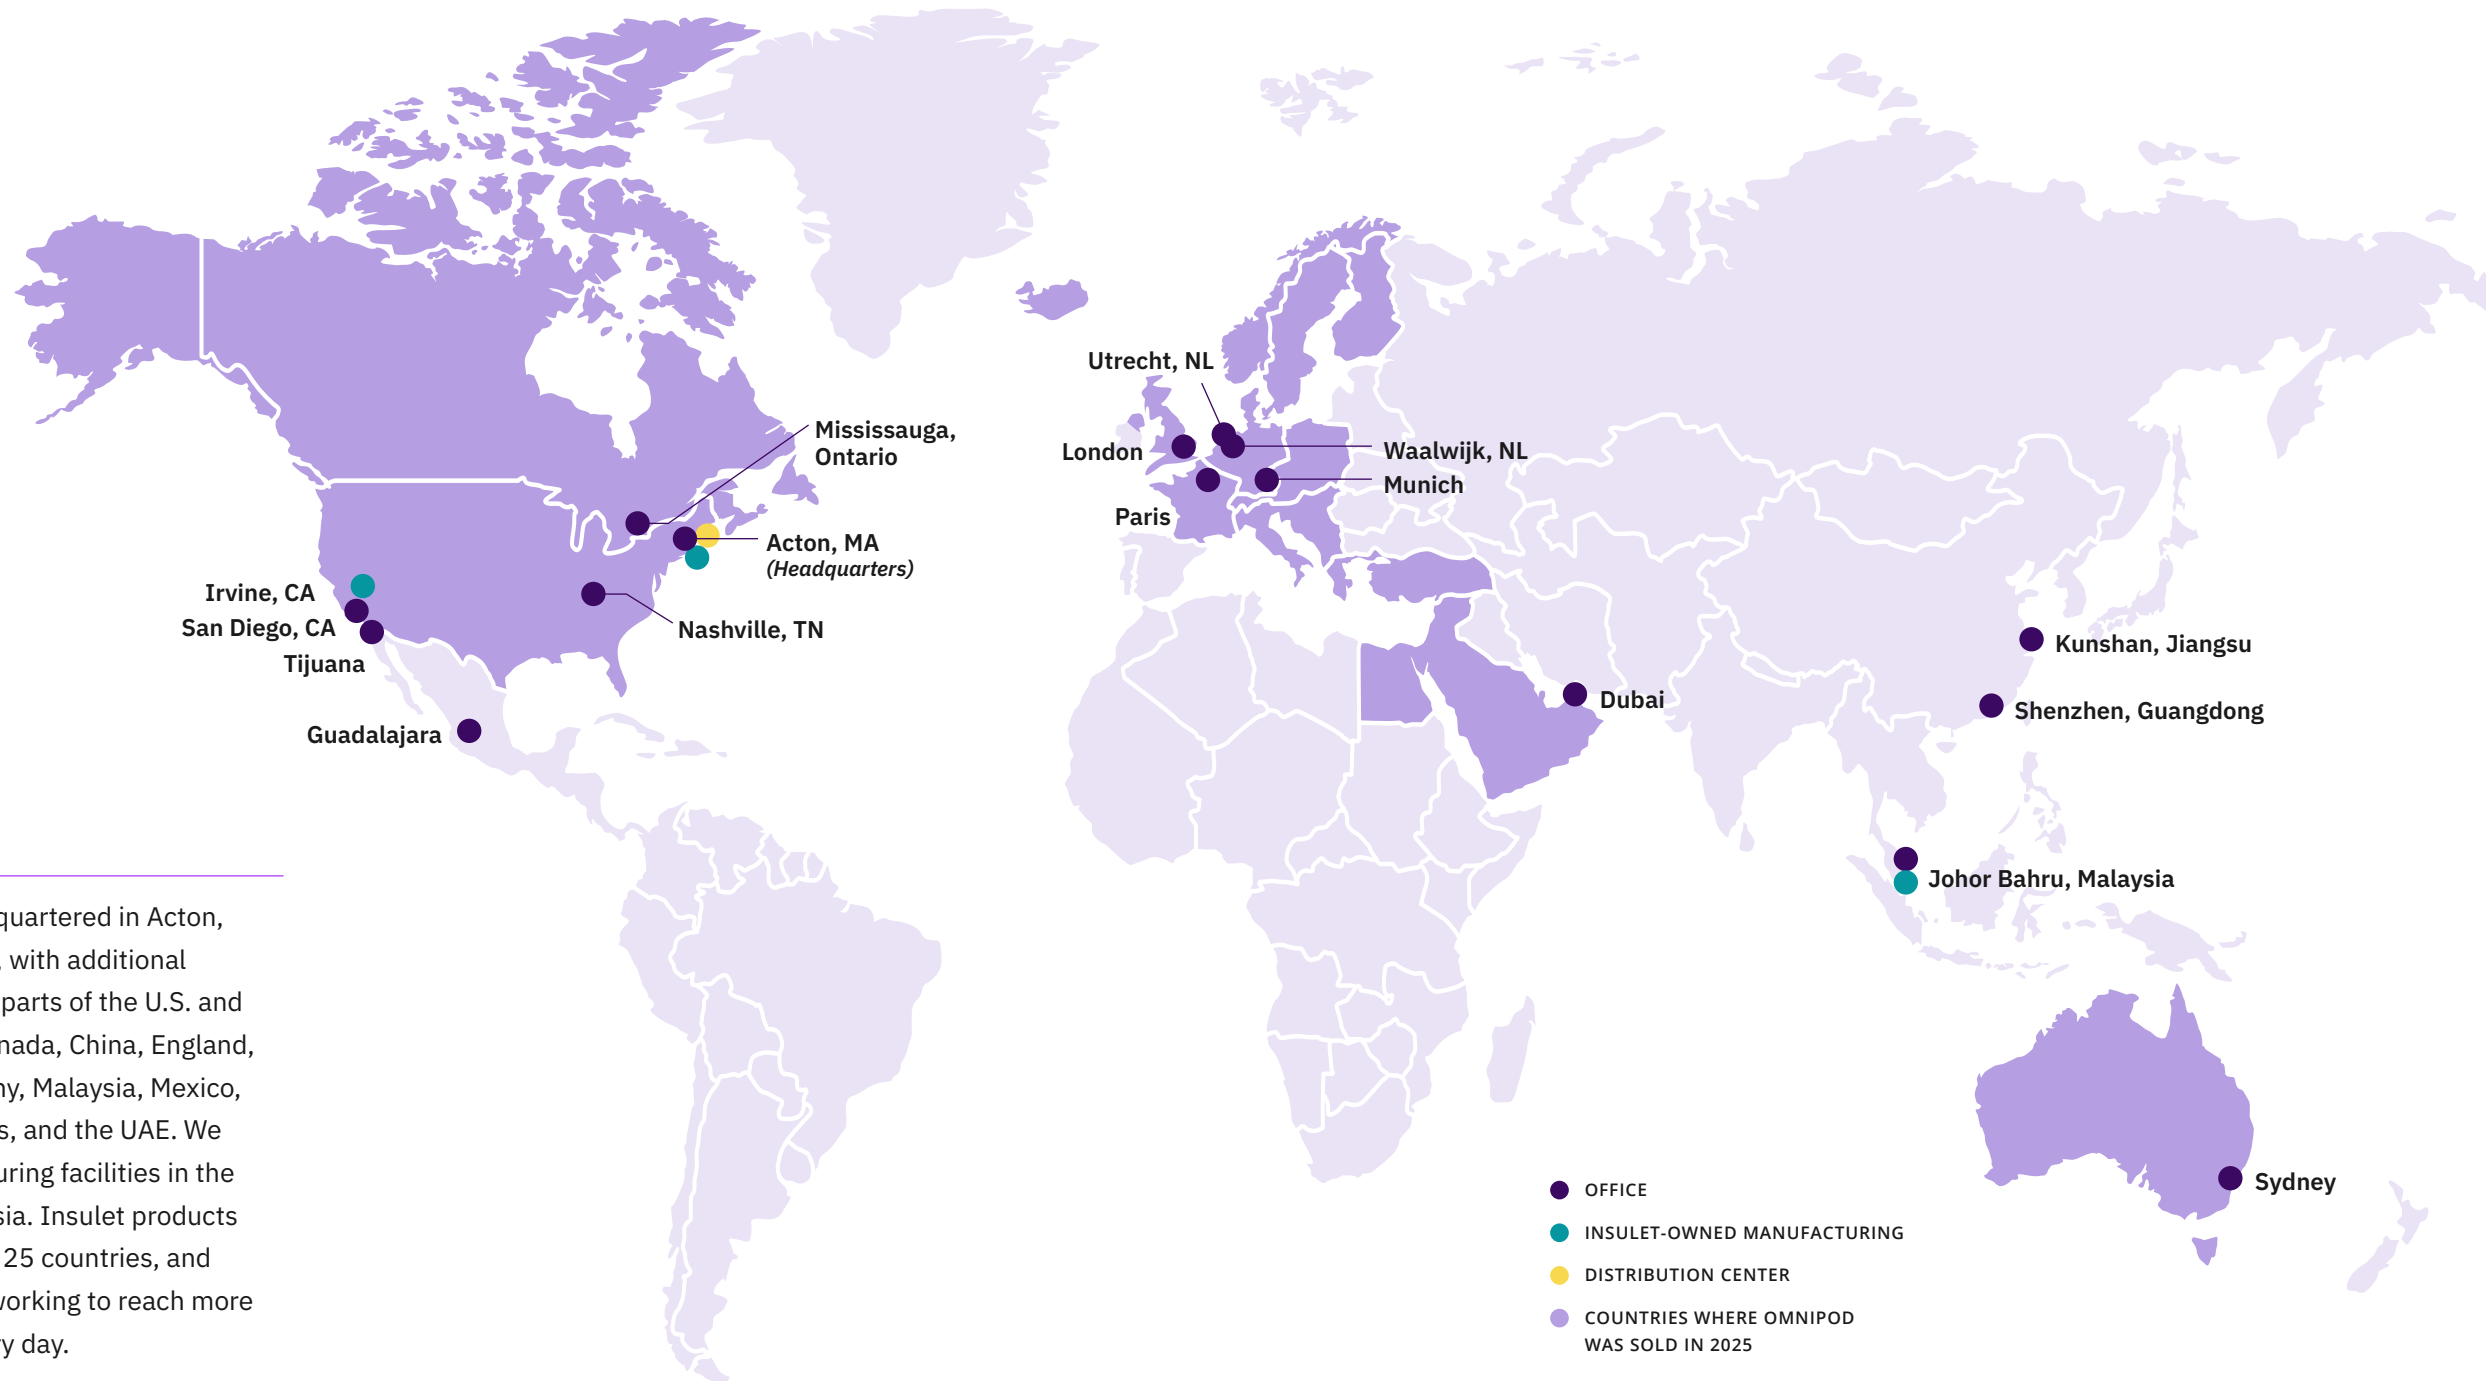 Utrecht, NL
Mississauga,
Ontario
London
Waalwijk, NL
Munich
Paris
Acton, MA
(Headquarters)
Irvine, CA
San Diego, CA
Tijuana
Nashville, TN
Kunshan, Jiangsu
Dubai
Shenzhen, Guangdong
Guadalajara
Johor Bahru, Malaysia
Sydney
quartered in Acton,
, with additional
parts of the U.S. and
nada, China, England,
ny, Malaysia, Mexico,
s, and the UAE. We
uring facilities in the
sia. Insulet products
25 countries, and
working to reach more
ry day.
OFFICE
INSULET-OWNED MANUFACTURING
DISTRIBUTION CENTER
COUNTRIES WHERE OMNIPOD
WAS SOLD IN 2025